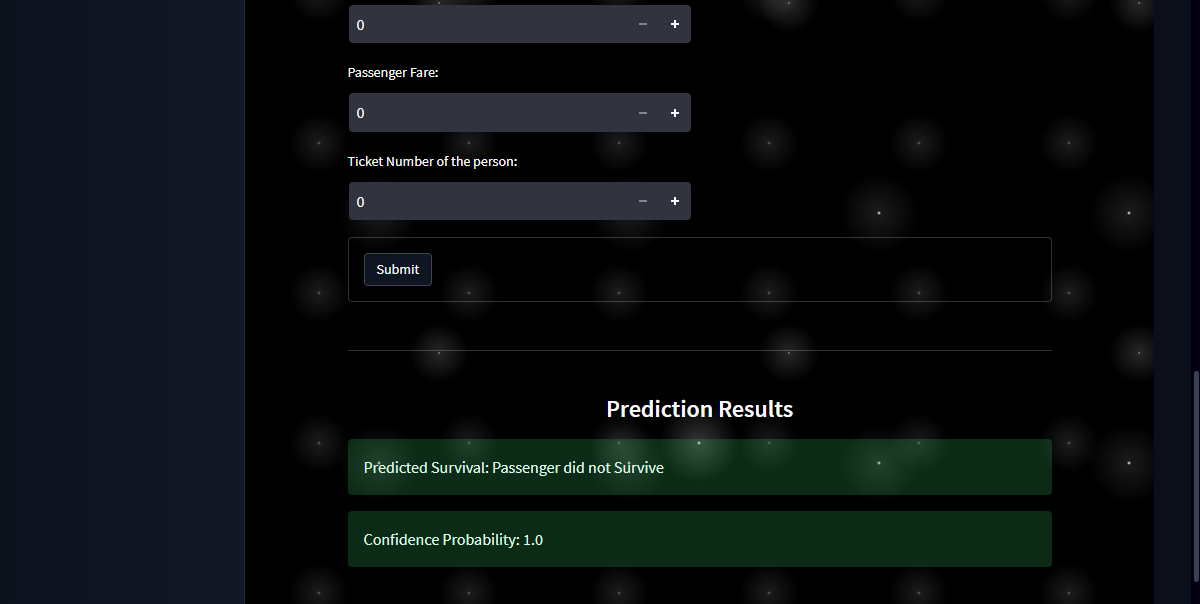 0
Passenger Fare:
0
Ticket Number of the person:
0
Submit
Prediction Results
Predicted Survival: Passenger did not Survive
Confidence Probability: 1.0